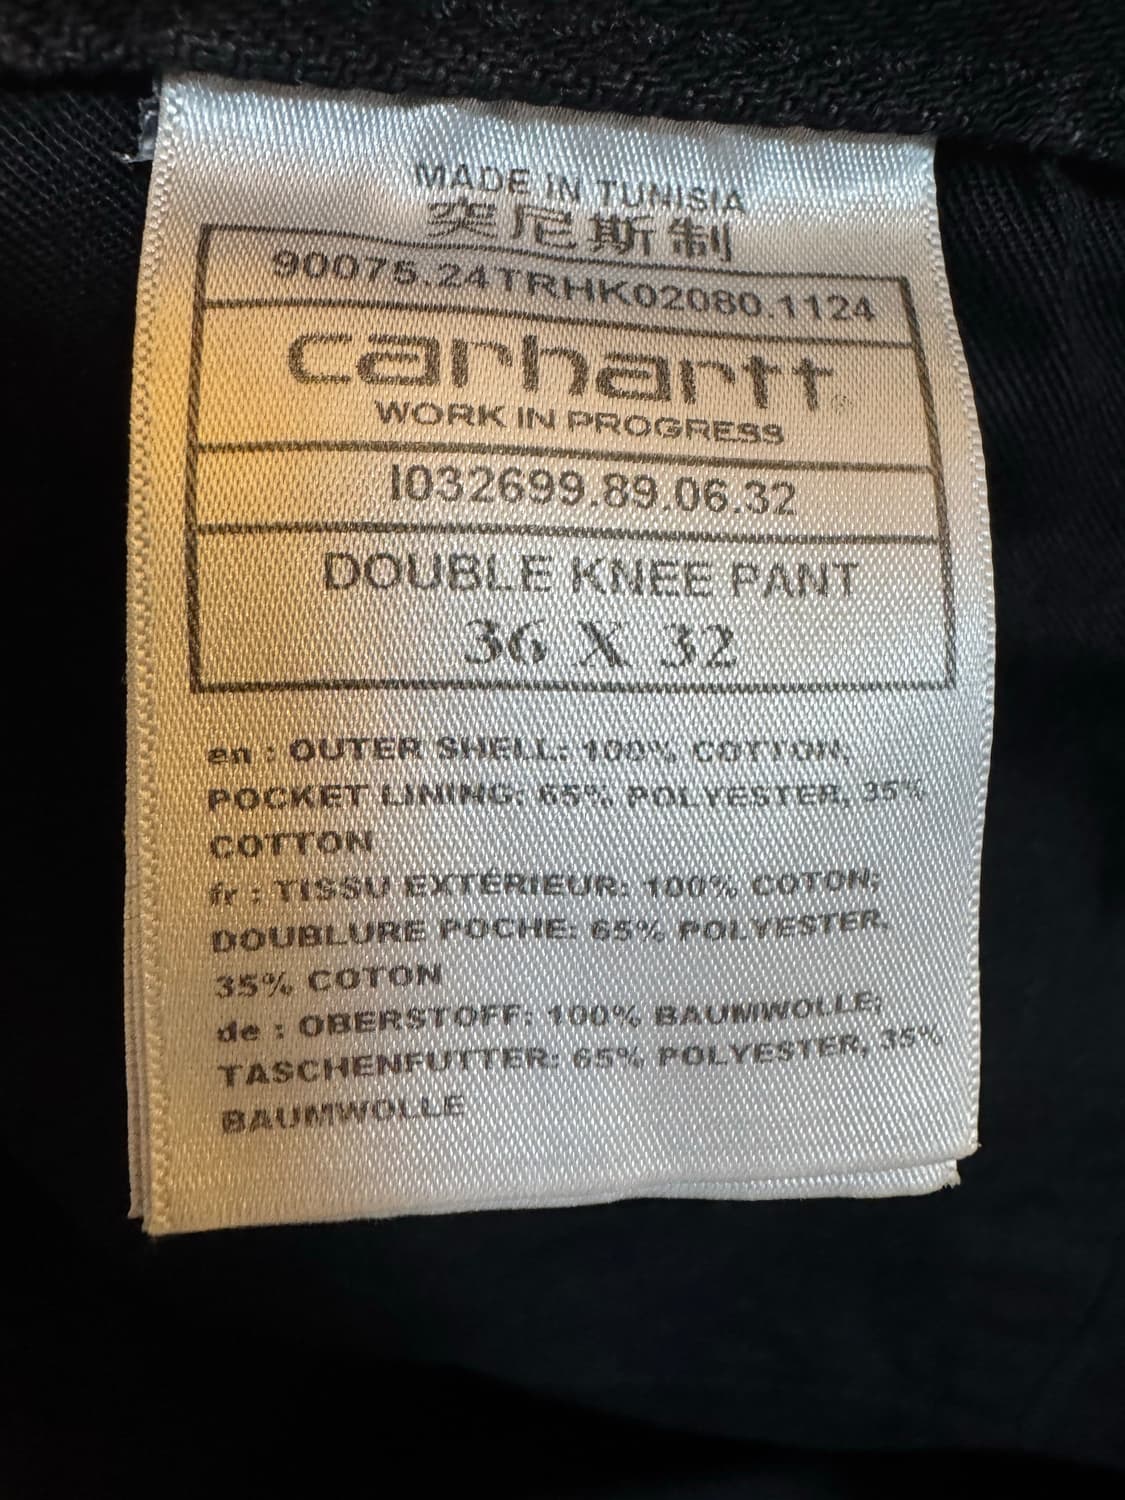 MADE IN TUNISIA
突尼斯制
90075.24TRHK02080.1124
carhartt®
WORK IN PROGRESS
I032699.89.06.32
DOUBLE KNEE PANT
36 X 32
en : OUTER SHELL: 100% COTTON,
POCKET LINING: 65% POLYESTER, 35%
COTTON
fr : TISSU EXTÉRIEUR: 100% COTON;
DOUBLURE POCHE: 65% POLYESTER,
35% COTON
de : OBERSTOFF: 100% BAUMWOLLE;
TASCHENFUTTER: 65% POLYESTER, 35%
BAUMWOLLE